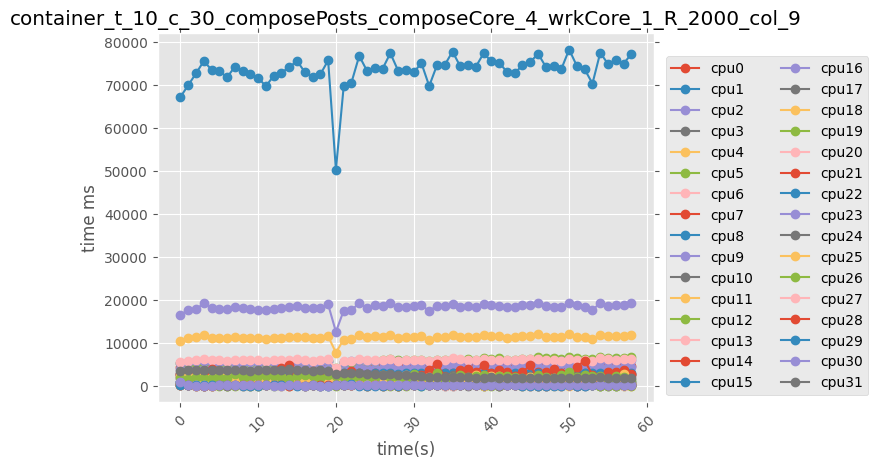 container_t_10_c_30_composePosts_composeCore_4_wrkCore_1_R_2000_col_9
80000
70000
60000
50000
40000
30000
20000
10000
0
time ms
0
10
20
30
40
50
60
time(s)
cpu0
cpu1
cpu2
cpu3
cpu4
cpu5
cpu6
cpu7
cpu8
cpu9
cpu10
cpu11
cpu12
cpu13
cpu14
cpu15
cpu16
cpu17
cpu18
cpu19
cpu20
cpu21
cpu22
cpu23
cpu24
cpu25
cpu26
cpu27
cpu28
cpu29
cpu30
cpu31